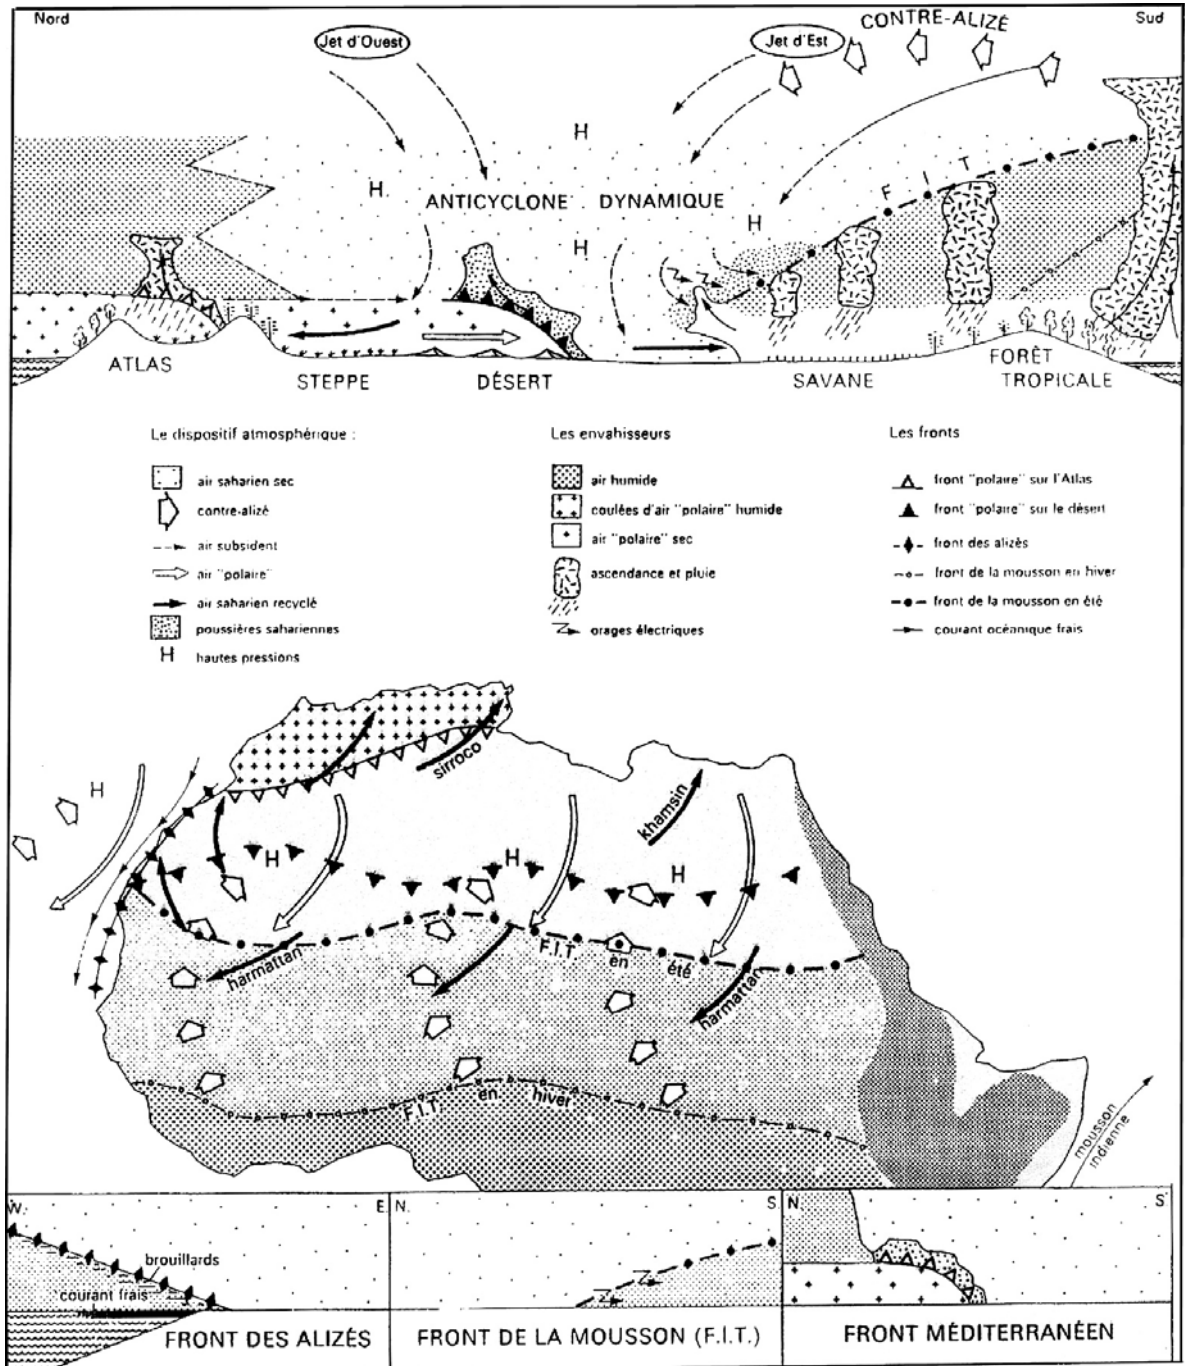 Nord
CONTRE-ALIZÉ
Sud
Jet d'Ouest
Jet d'Est
H
H
ANTICYCLONE DYNAMIQUE
H
H
F I T
ATLAS
STEPPE
DÉSERT
SAVANE
FORÊT
TROPICALE
Le dispositif atmosphérique :
air saharien sec
contre-alizé
air subsident
air "polaire"
air saharien recyclé
poussières sahariennes
H hautes pressions
Les envahisseurs
air humide
coulées d'air "polaire" humide
air "polaire" sec
ascendance et pluie
orages électriques
Les fronts
front "polaire" sur l'Atlas
front "polaire" sur le désert
front des alizés
front de la mousson en hiver
front de la mousson en été
courant océanique frais
H
sirroco
khamsin
H
H
H
harmattan
F.I.T. en été
harmattan
F.I.T. en hiver
mousson
indienne
W.
E.
brouillards
courant frais
FRONT DES ALIZÉS
N.
S.
FRONT DE LA MOUSSON (F.I.T.)
N.
S.
FRONT MÉDITERRANÉEN